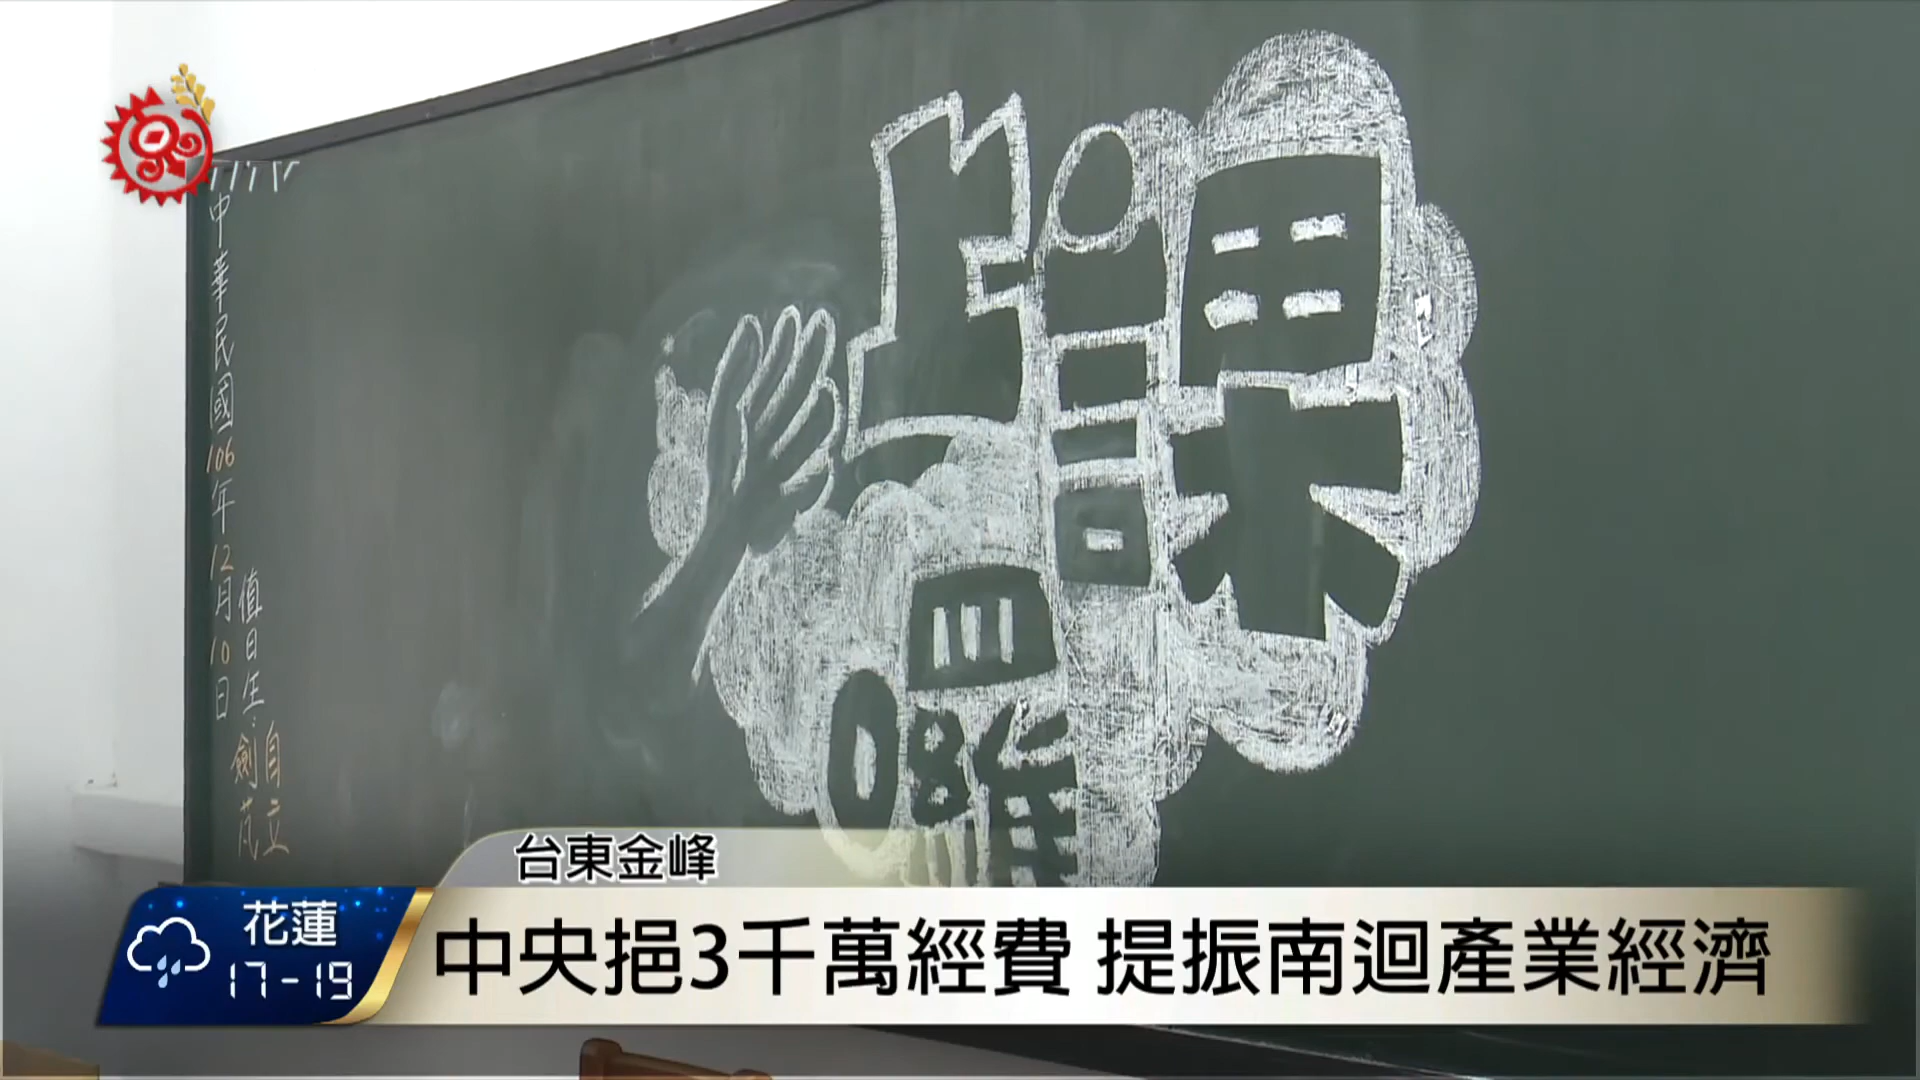 TITV
中華民國106年12月10日
值日生:自立
劍芃
上課
囉
台東金峰
花蓮
17-19
中央挹3千萬經費 提振南迴產業經濟